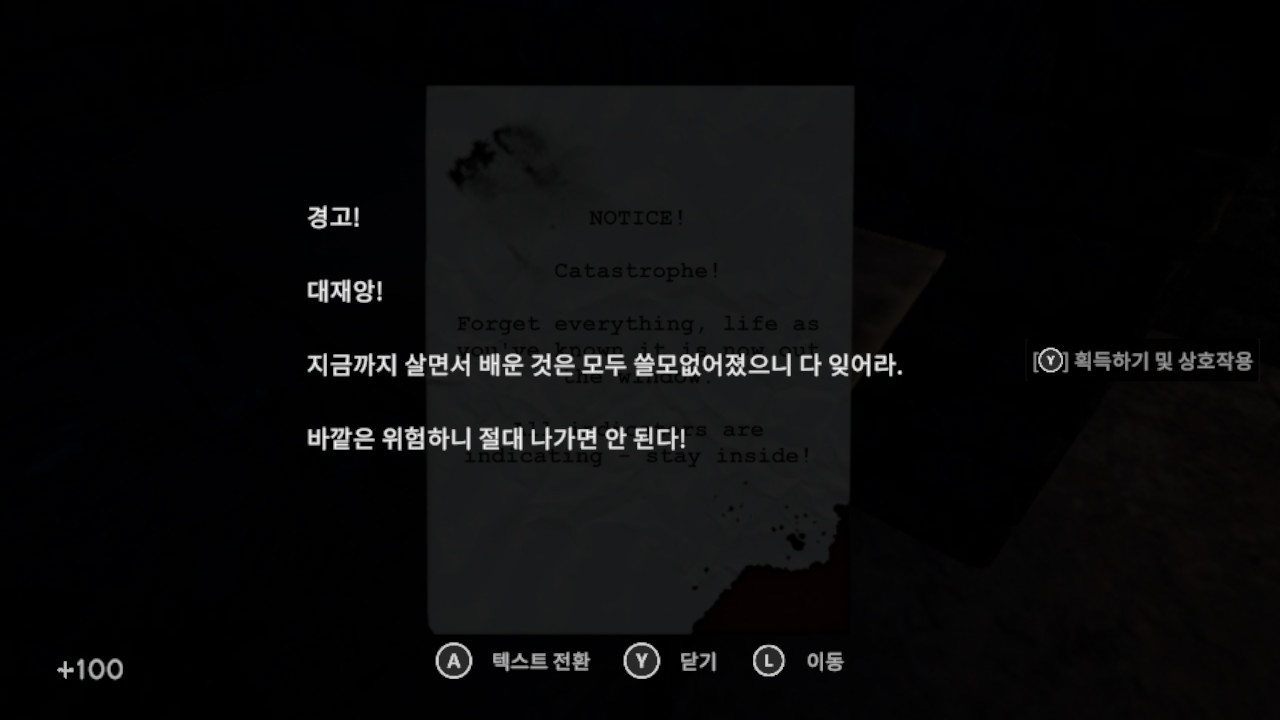 경고!
NOTICE!
대재앙!
Catastrophe!
Forget everything, life as
you've known it is now out
the window.
지금까지 살면서 배운 것은 모두 쓸모없어졌으니 다 잊어라.
[Y] 획득하기 및 상호작용
바깥은 위험하니 절대 나가면 안 된다!
All indicators are
indicating - stay inside!
+100
A 텍스트 전환 Y 닫기 L 이동